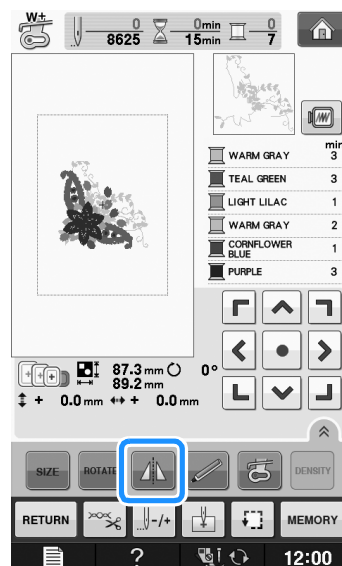 W+
0 0min 0
8625 15min 7
min
WARM GRAY 3
TEAL GREEN 3
LIGHT LILAC 1
WARM GRAY 2
CORNFLOWER
BLUE 1
PURPLE 3
87.3 mm 0°
89.2 mm
+ 0.0 mm + 0.0 mm
SIZE ROTATE DENSITY
RETURN -/+ MEMORY
? 12:00